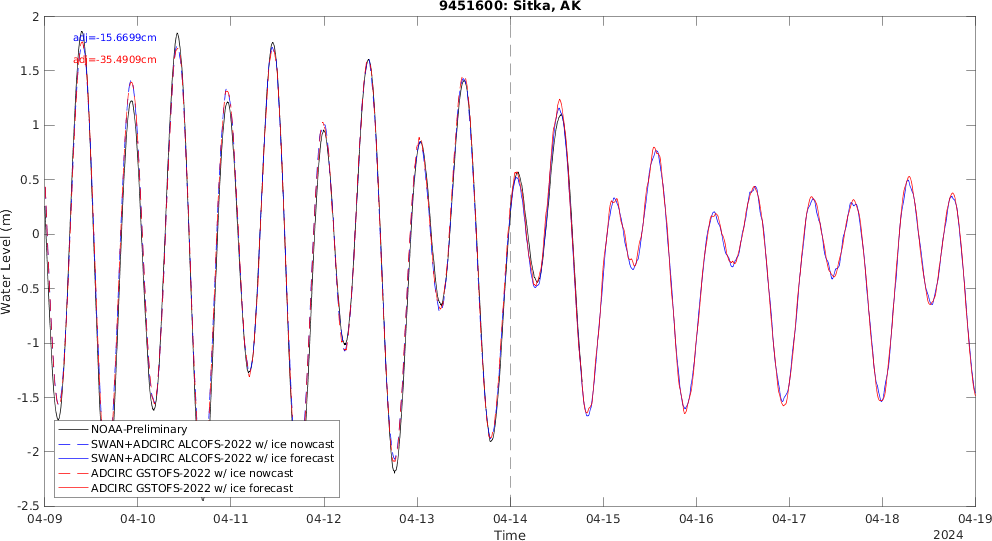 9451600: Sitka, AK
adj=-15.6699cm
adj=-35.4909cm
Water Level (m)
2
1.5
1
0.5
0
-0.5
-1
-1.5
-2
-2.5
NOAA-Preliminary
SWAN+ADCIRC ALCOFS-2022 w/ ice nowcast
SWAN+ADCIRC ALCOFS-2022 w/ ice forecast
ADCIRC GSTOFS-2022 w/ ice nowcast
ADCIRC GSTOFS-2022 w/ ice forecast
04-09 04-10 04-11 04-12 04-13 04-14 04-15 04-16 04-17 04-18 04-19
Time
2024